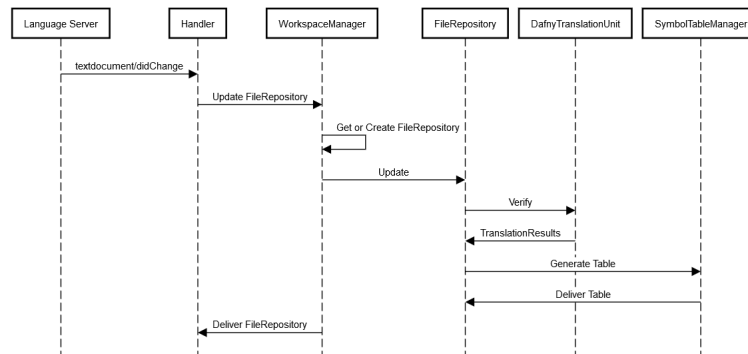 Language Server
Handler
WorkspaceManager
FileRepository
DafnyTranslationUnit
SymbolTableManager
textdocument/didChange
Update FileRepository
Get or Create FileRepository
Update
Verify
TranslationResults
Generate Table
Deliver Table
Deliver FileRepository